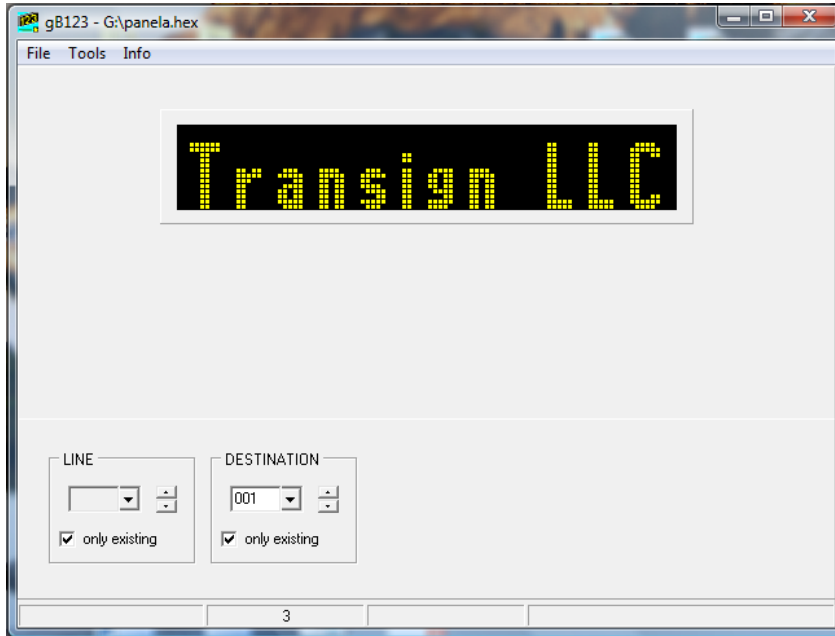 gB123 - G:\panela.hex
File Tools Info
Transign LLC
LINE
DESTINATION
001
only existing
only existing
3